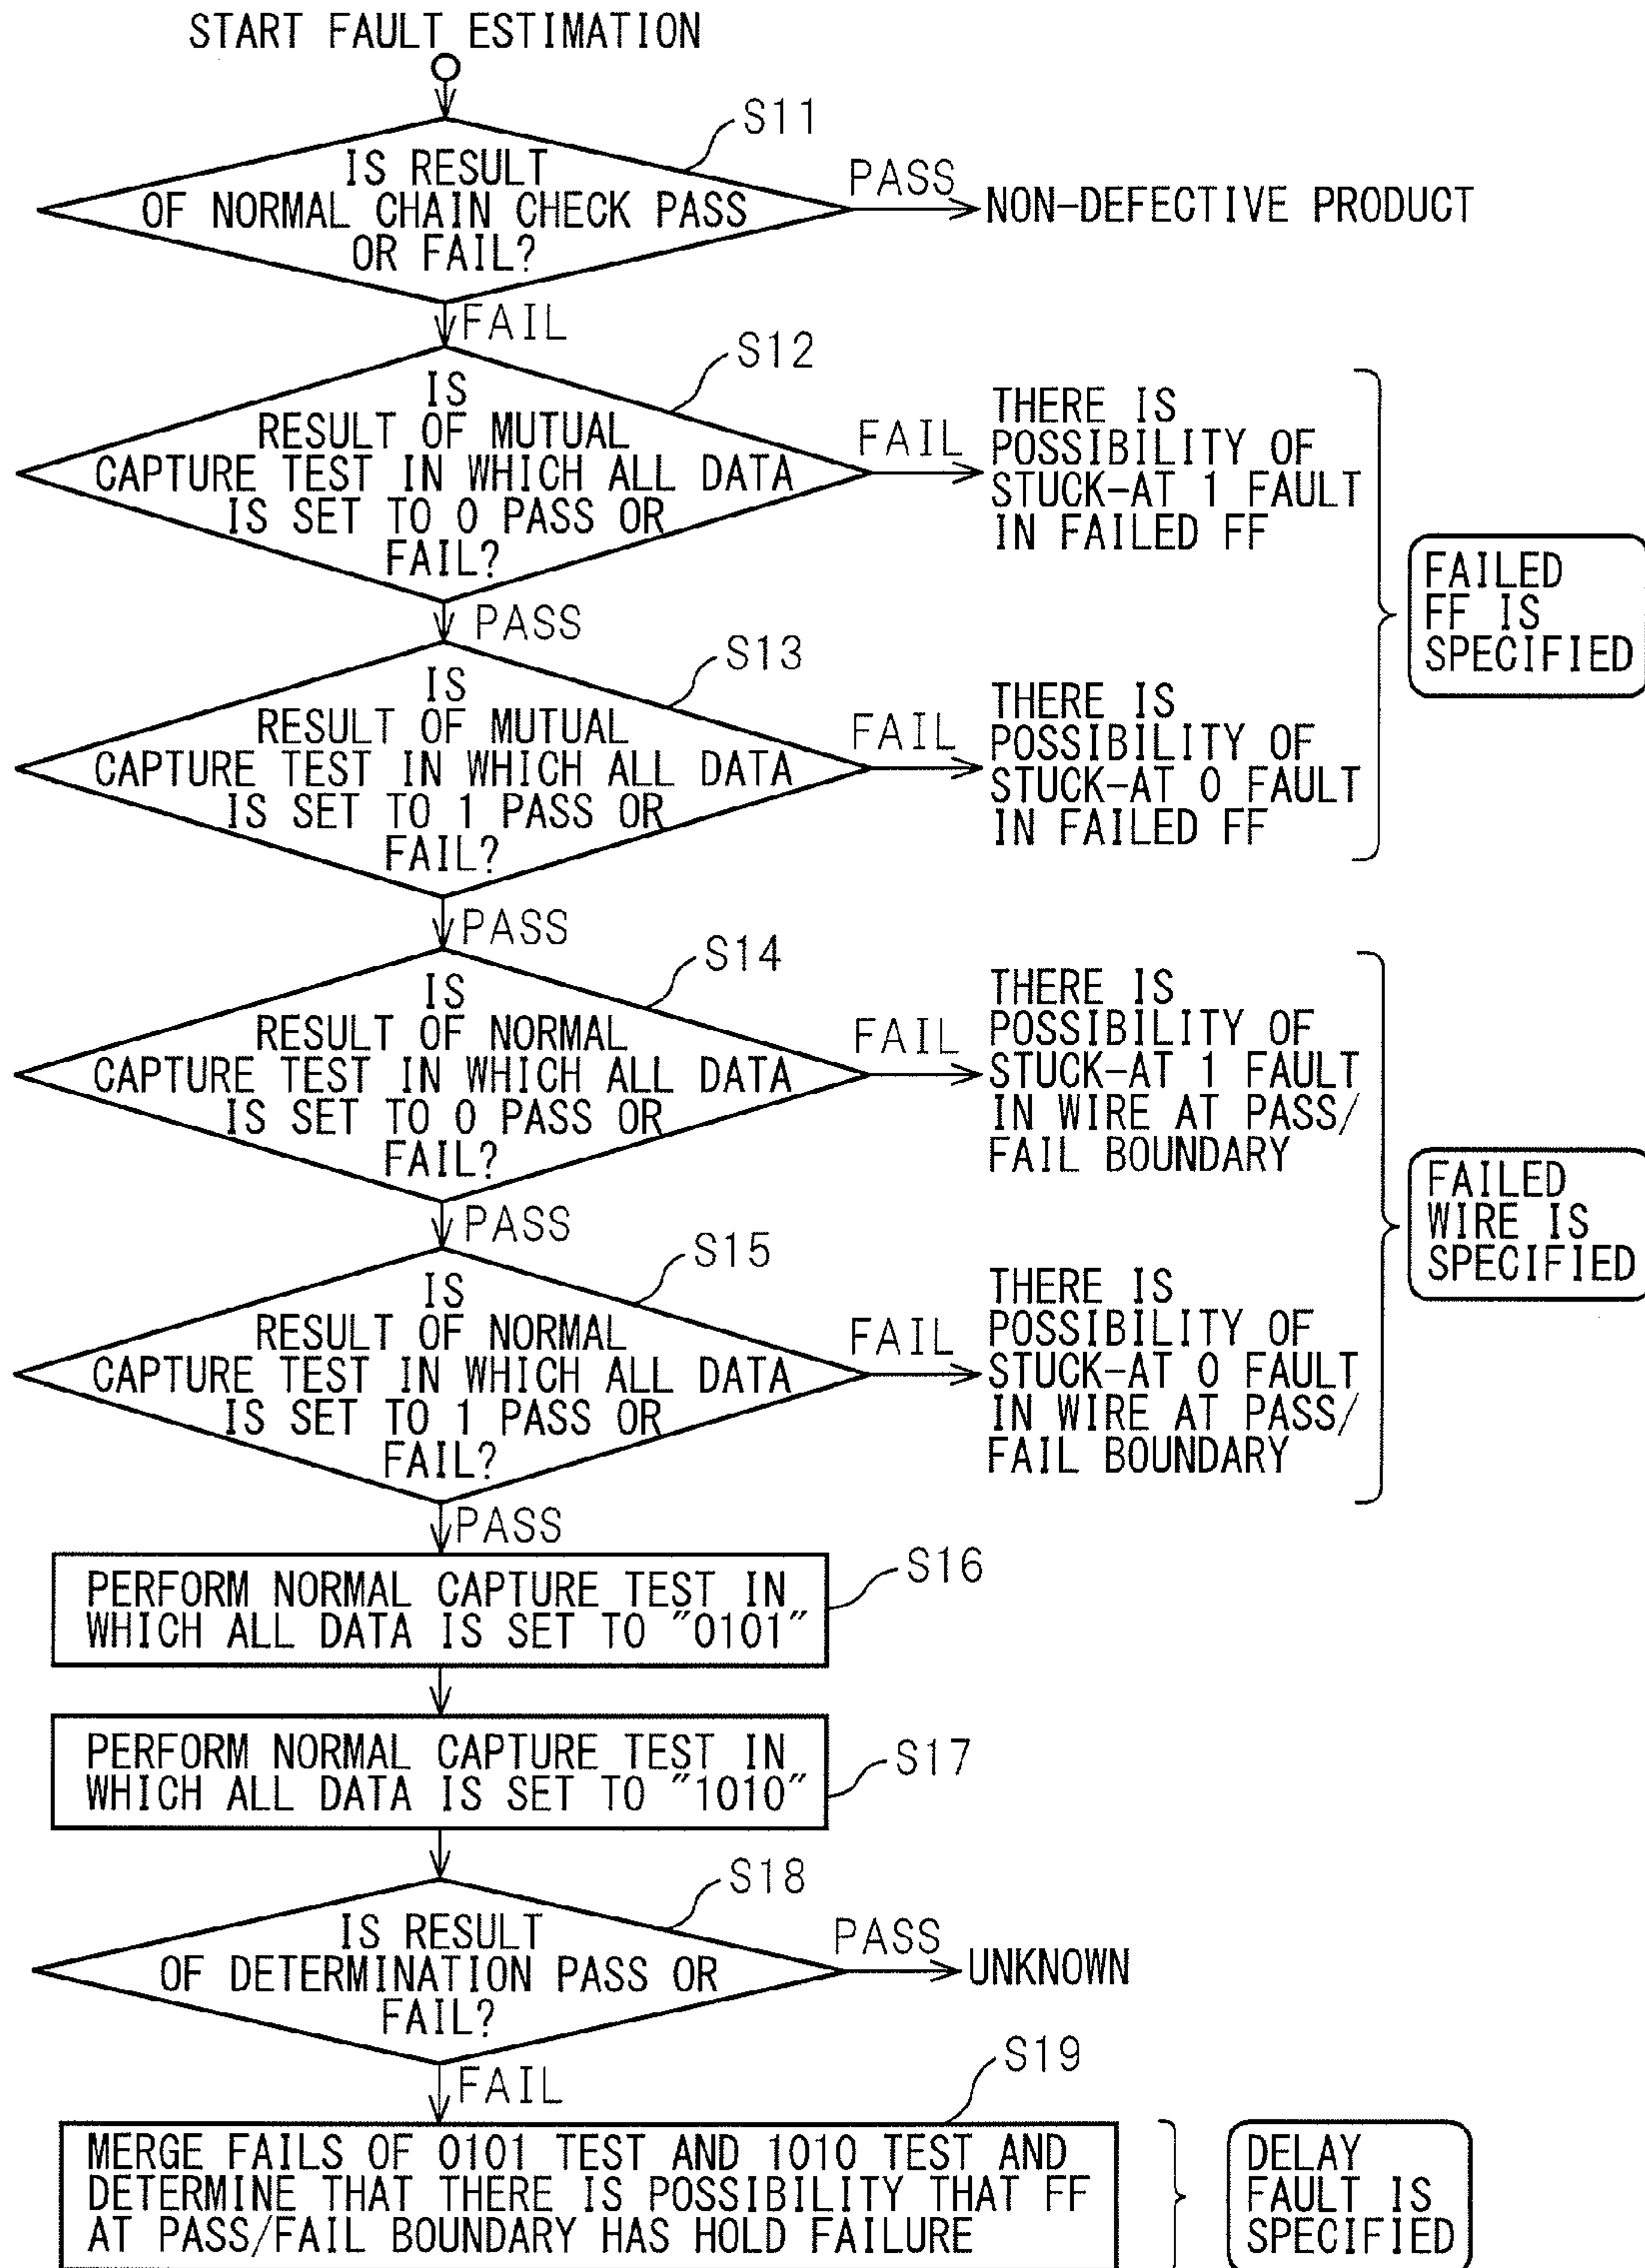 START FAULT ESTIMATION
S11
IS RESULT
OF NORMAL CHAIN CHECK PASS
OR FAIL?
PASS
NON-DEFECTIVE PRODUCT
FAIL
S12
IS
RESULT OF MUTUAL
CAPTURE TEST IN WHICH ALL DATA
IS SET TO 0 PASS OR
FAIL?
FAIL
THERE IS
POSSIBILITY OF
STUCK-AT 1 FAULT
IN FAILED FF
PASS
S13
IS
RESULT OF MUTUAL
CAPTURE TEST IN WHICH ALL DATA
IS SET TO 1 PASS OR
FAIL?
FAIL
THERE IS
POSSIBILITY OF
STUCK-AT 0 FAULT
IN FAILED FF
FAILED
FF IS
SPECIFIED
PASS
S14
IS
RESULT OF NORMAL
CAPTURE TEST IN WHICH ALL DATA
IS SET TO 0 PASS OR
FAIL?
FAIL
THERE IS
POSSIBILITY OF
STUCK-AT 1 FAULT
IN WIRE AT PASS/
FAIL BOUNDARY
PASS
S15
IS
RESULT OF NORMAL
CAPTURE TEST IN WHICH ALL DATA
IS SET TO 1 PASS OR
FAIL?
FAIL
THERE IS
POSSIBILITY OF
STUCK-AT 0 FAULT
IN WIRE AT PASS/
FAIL BOUNDARY
FAILED
WIRE IS
SPECIFIED
PASS
S16
PERFORM NORMAL CAPTURE TEST IN
WHICH ALL DATA IS SET TO "0101"
S17
PERFORM NORMAL CAPTURE TEST IN
WHICH ALL DATA IS SET TO "1010"
S18
IS RESULT
OF DETERMINATION PASS OR
FAIL?
PASS
UNKNOWN
FAIL
S19
MERGE FAILS OF 0101 TEST AND 1010 TEST AND
DETERMINE THAT THERE IS POSSIBILITY THAT FF
AT PASS/FAIL BOUNDARY HAS HOLD FAILURE
DELAY
FAULT IS
SPECIFIED